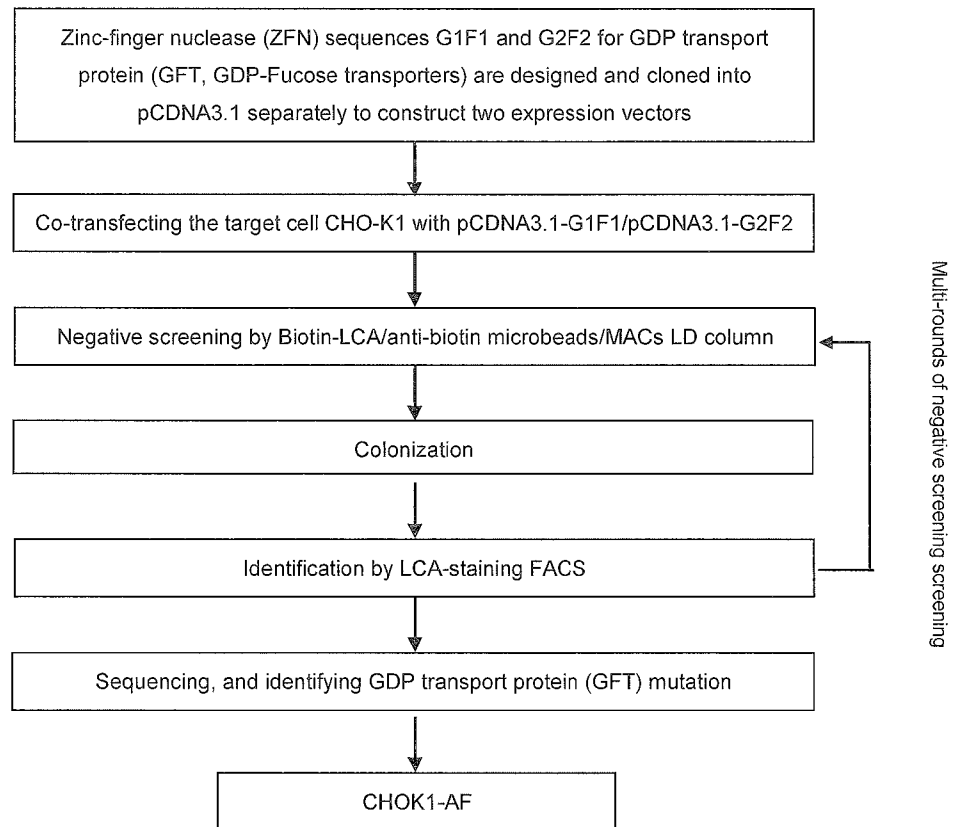 Zinc-finger nuclease (ZFN) sequences G1F1 and G2F2 for GDP transport
protein (GFT, GDP-Fucose transporters) are designed and cloned into
pCDNA3.1 separately to construct two expression vectors
Co-transfecting the target cell CHO-K1 with pCDNA3.1-G1F1/pCDNA3.1-G2F2
Negative screening by Biotin-LCA/anti-biotin microbeads/MACs LD column
Colonization
Identification by LCA-staining FACS
Multi-rounds of negative screening screening
Sequencing, and identifying GDP transport protein (GFT) mutation
CHOK1-AF